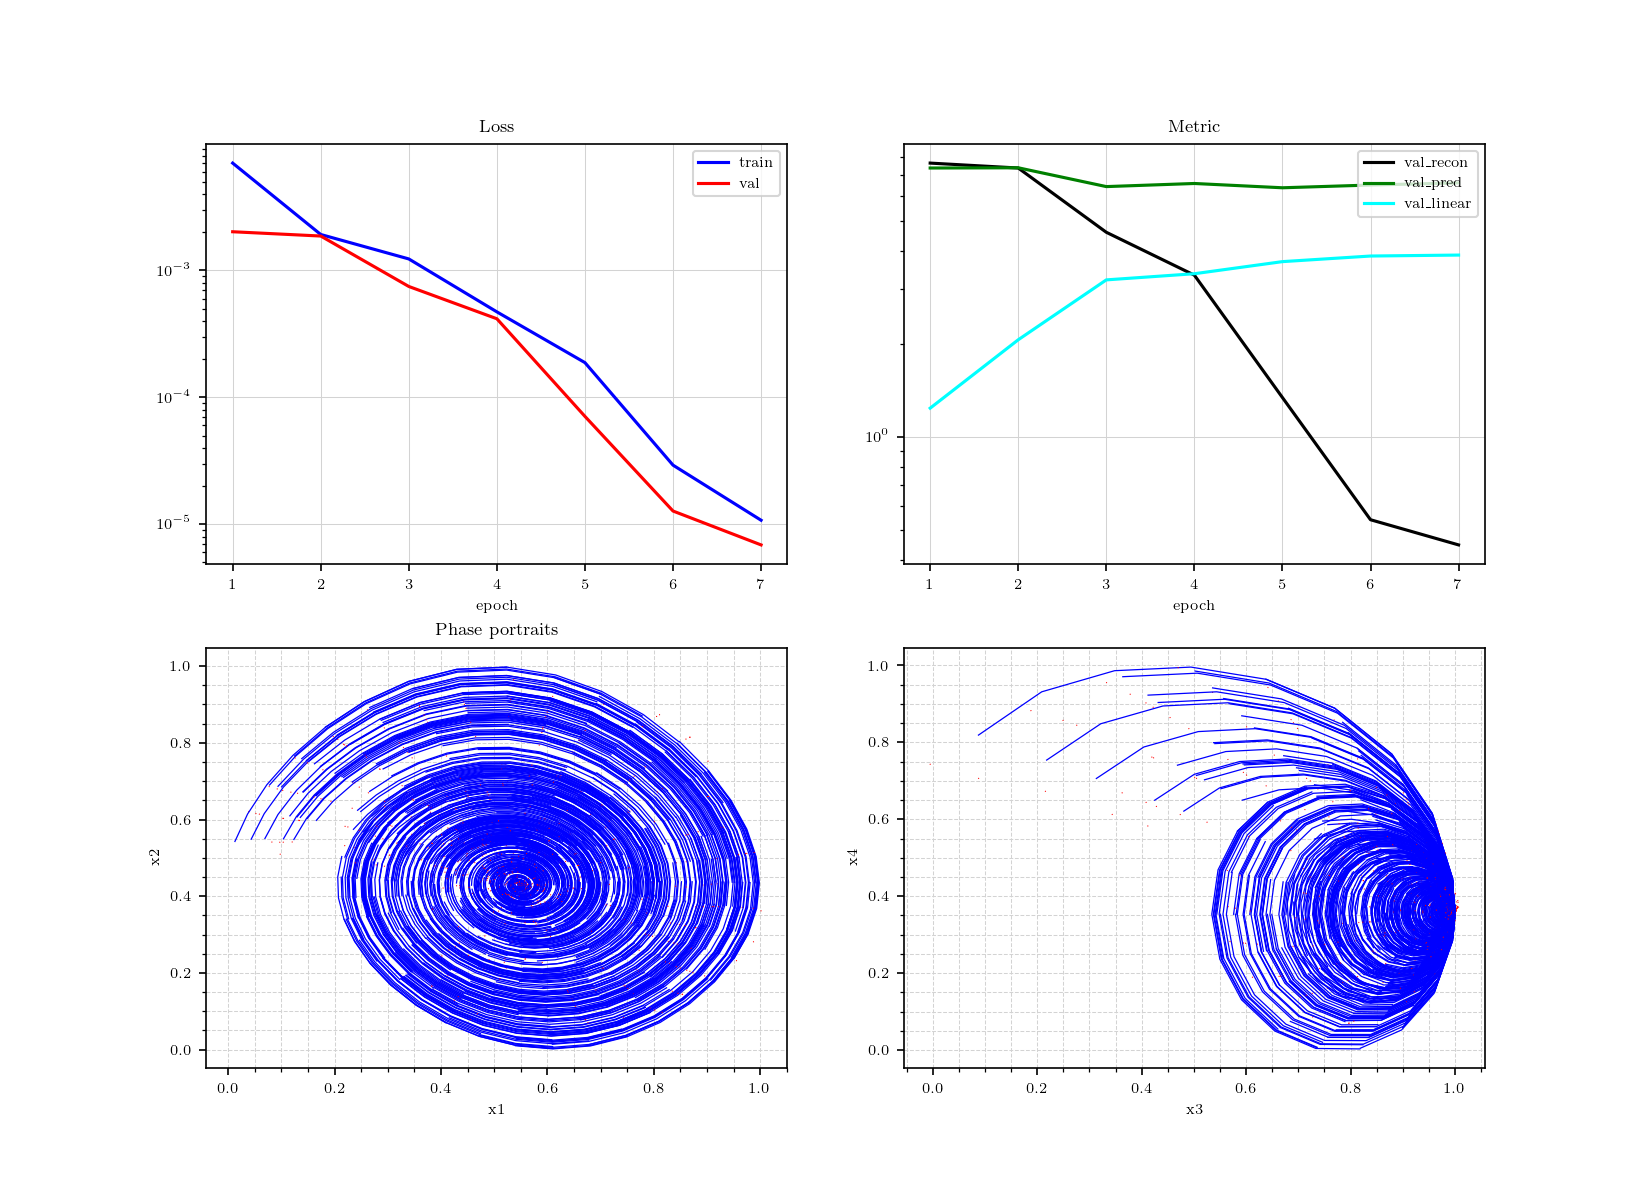 Loss
train
val
10⁻³
10⁻⁴
10⁻⁵
1 2 3 4 5 6 7
epoch
Metric
val_recon
val_pred
val_linear
10⁰
1 2 3 4 5 6 7
epoch
Phase portraits
1.0
0.8
0.6
0.4
0.2
0.0
x2
0.0 0.2 0.4 0.6 0.8 1.0
x1
1.0
0.8
0.6
0.4
0.2
0.0
x4
0.0 0.2 0.4 0.6 0.8 1.0
x3